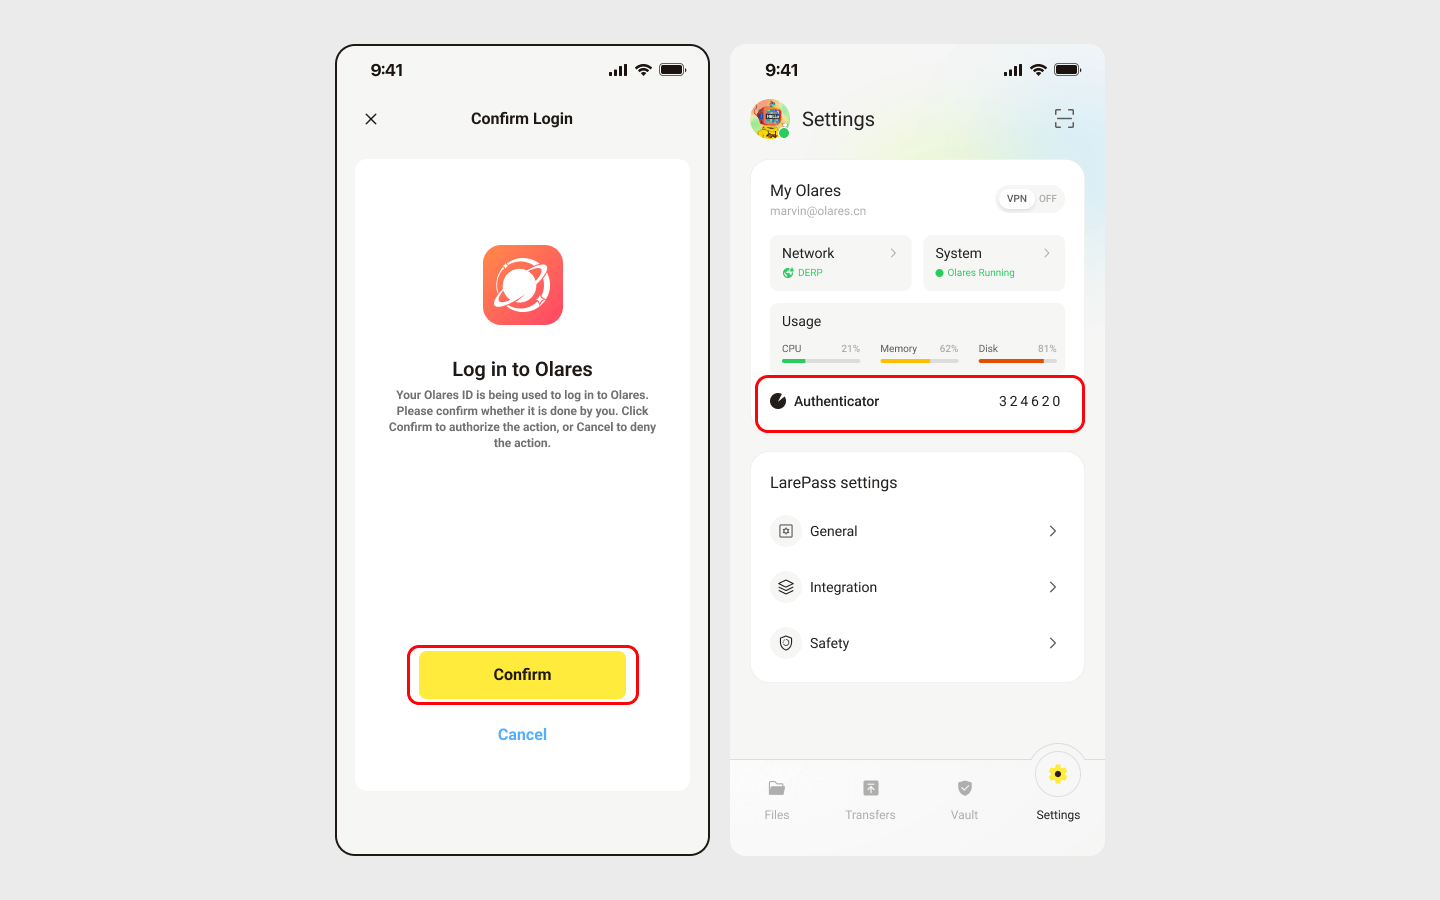 9:41
Confirm Login
Log in to Olares
Your Olares ID is being used to log in to Olares.
Please confirm whether it is done by you. Click
Confirm to authorize the action, or Cancel to deny
the action.
Confirm
Cancel
9:41
Settings
My Olares
marvin@olares.cn
VPN OFF
Network
DERP
System
Olares Running
Usage
CPU 21%
Memory 62%
Disk 81%
Authenticator 324620
LarePass settings
General
Integration
Safety
Files
Transfers
Vault
Settings